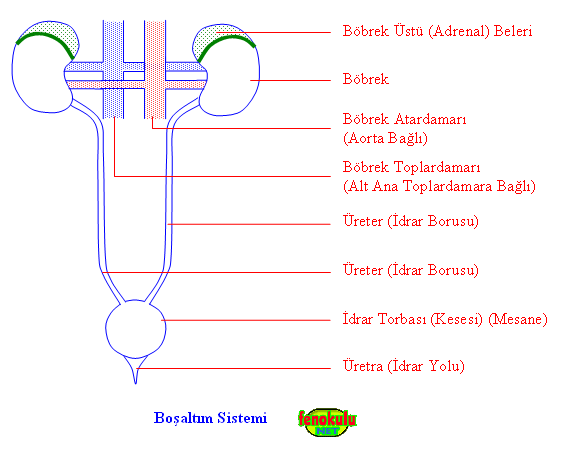 Böbrek Üstü (Adrenal) Beleri
Böbrek
Böbrek Atardamarı
(Aorta Bağlı)
Böbrek Toplardamarı
(Alt Ana Toplardamara Bağlı)
Üreter (İdrar Borusu)
Üreter (İdrar Borusu)
İdrar Torbası (Kesesi) (Mesane)
Üretra (İdrar Yolu)
Boşaltım Sistemi
fenokulu
NET